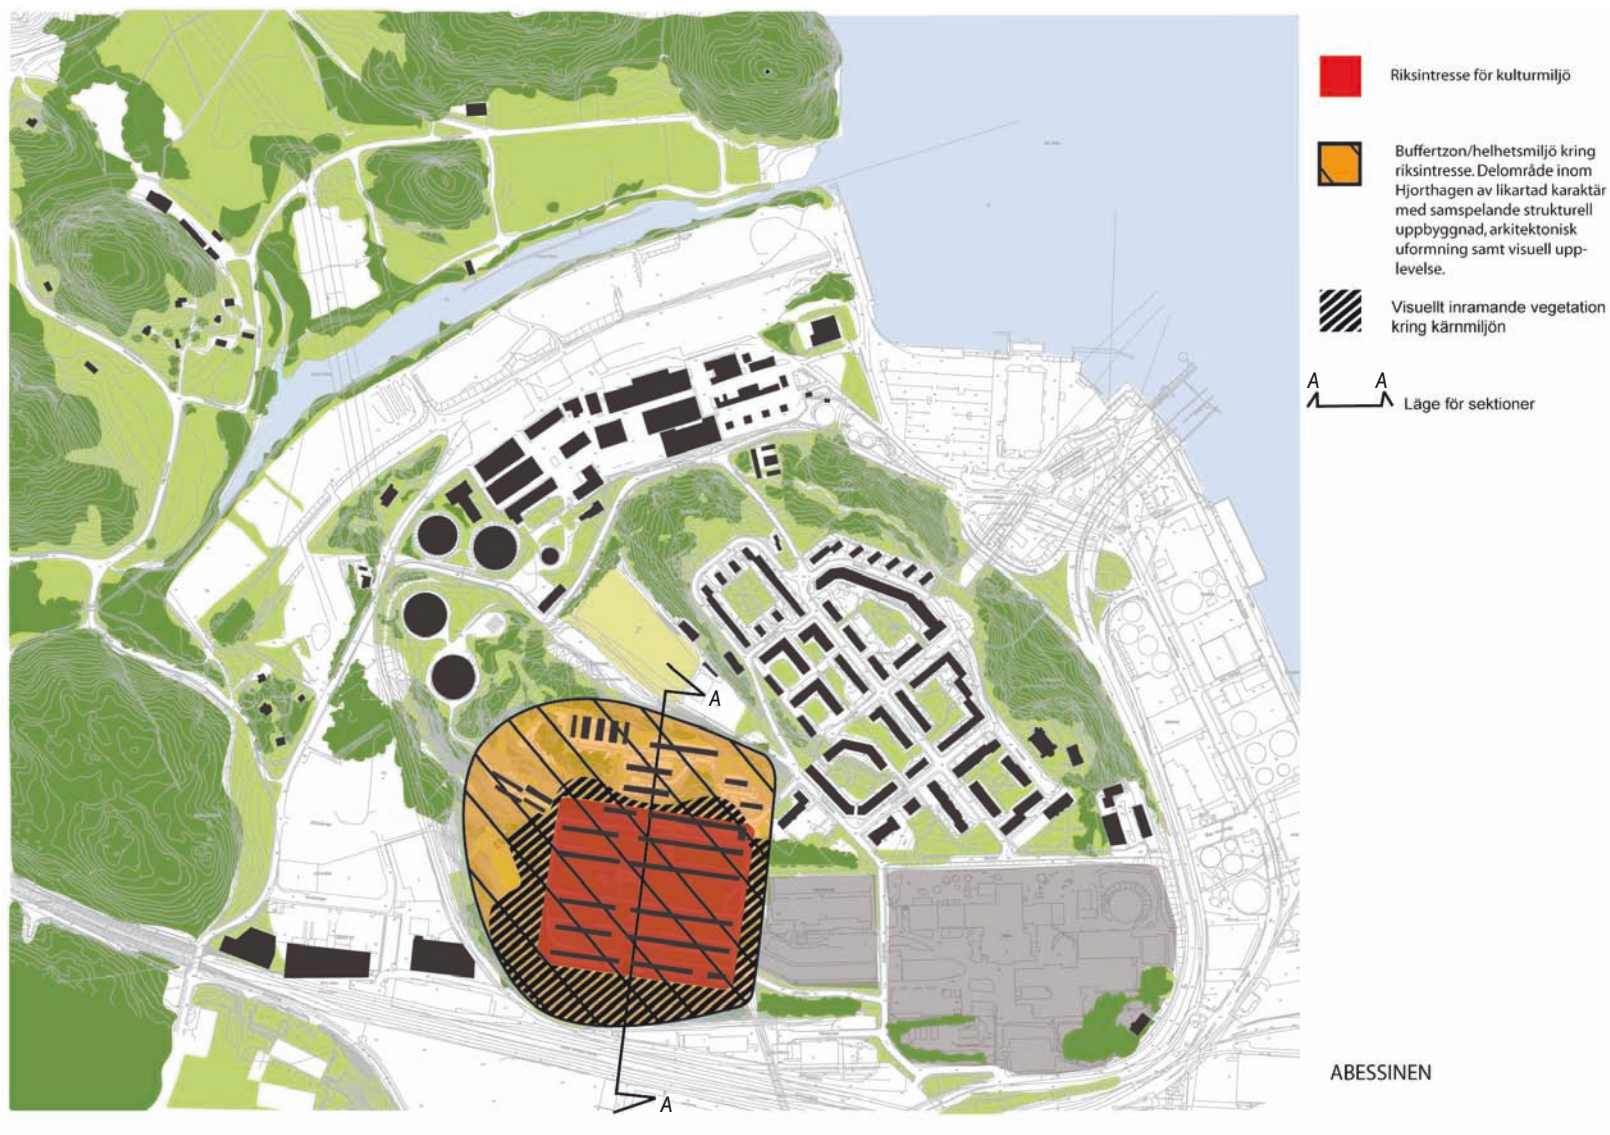 Riksintresse för kulturmiljö
Buffertzon/helhetsmiljö kring
riksintresse. Delområde inom
Hjorthagen av likartad karaktär
med samspelande strukturell
uppbyggnad, arkitektonisk
uformning samt visuell upp-
levelse.
Visuellt inramande vegetation
kring kärnmiljön
A A
Läge för sektioner
A
A
ABESSINEN